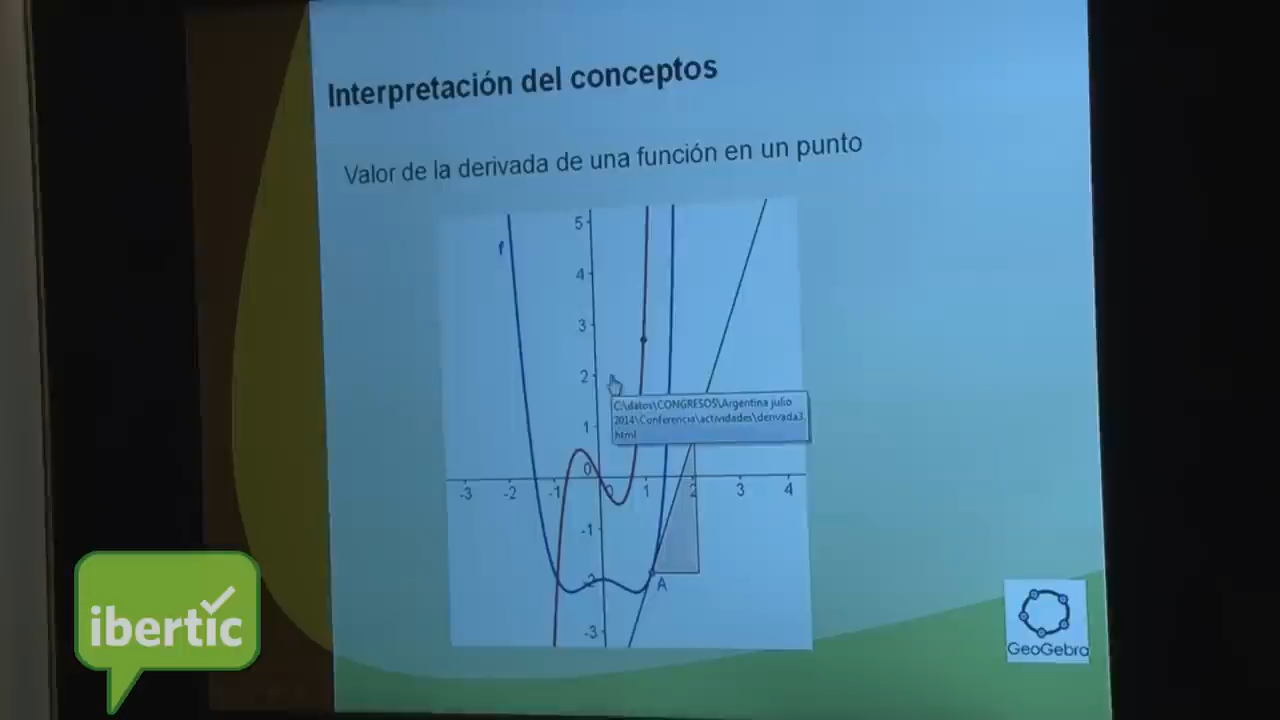 Interpretación del conceptos
Valor de la derivada de una función en un punto
f
5
4
3
2
1
0
-3 -2 -1 0 1 2 3 4
-1
-2
-3
A
C:\datos\CONGRESOS\Argentina julio
2014\Conferencia\actividades\derivada3.
html
ibertic
GeoGebra